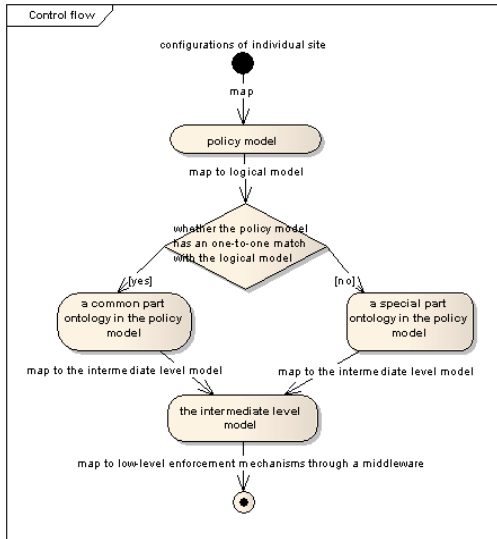 Control flow
configurations of individual site
map
policy model
map to logical model
whether the policy model
has an one-to-one match
with the logical model
[yes]
[no]
a common part
ontology in the policy
model
a special part
ontology in the policy
model
map to the intermediate level model
map to the intermediate level model
the intermediate level
model
map to low-level enforcement mechanisms through a middleware